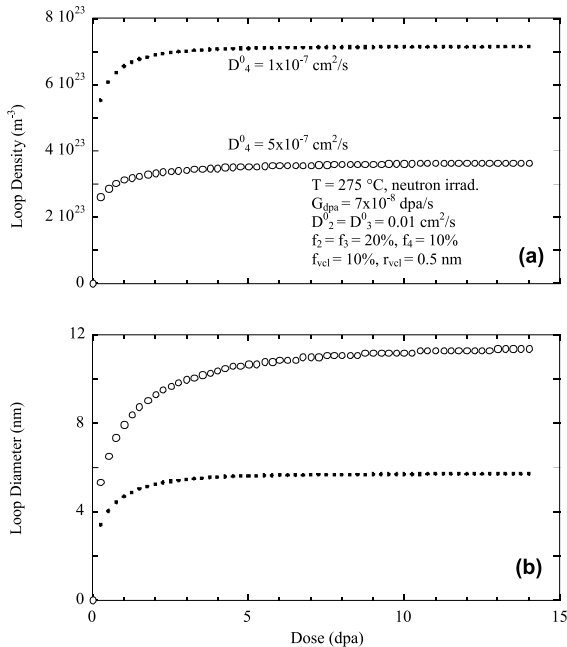 8 10²³
6 10²³
4 10²³
2 10²³
0
Loop Density (m⁻³)
D⁰₄ = 1x10⁻⁷ cm²/s
D⁰₄ = 5x10⁻⁷ cm²/s
T = 275 °C, neutron irrad.
G_dpa = 7x10⁻⁸ dpa/s
D⁰₂ = D⁰₃ = 0.01 cm²/s
f₂ = f₃ = 20%, f₄ = 10%
f_vcl = 10%, r_vcl = 0.5 nm
(a)
12
8
4
0
Loop Diameter (nm)
(b)
0 5 10 15
Dose (dpa)